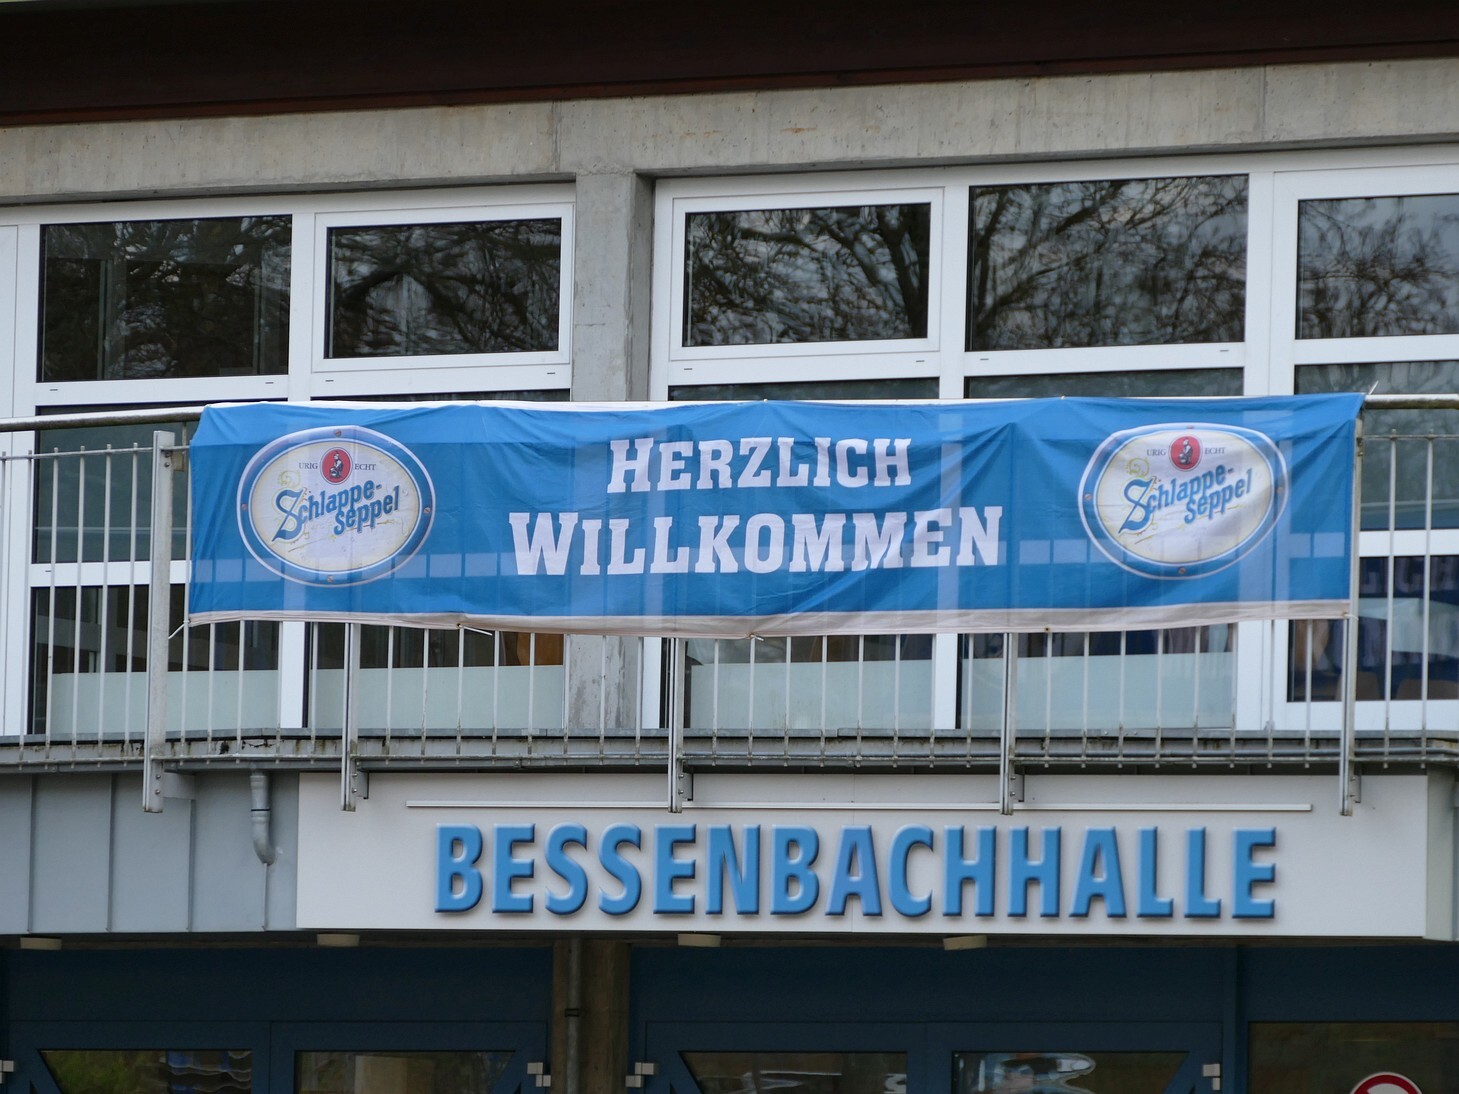 URIG ECHT
Schlappe-
Seppel
HERZLICH
WILLKOMMEN
URIG ECHT
Schlappe-
Seppel
BESSENBACHHALLE